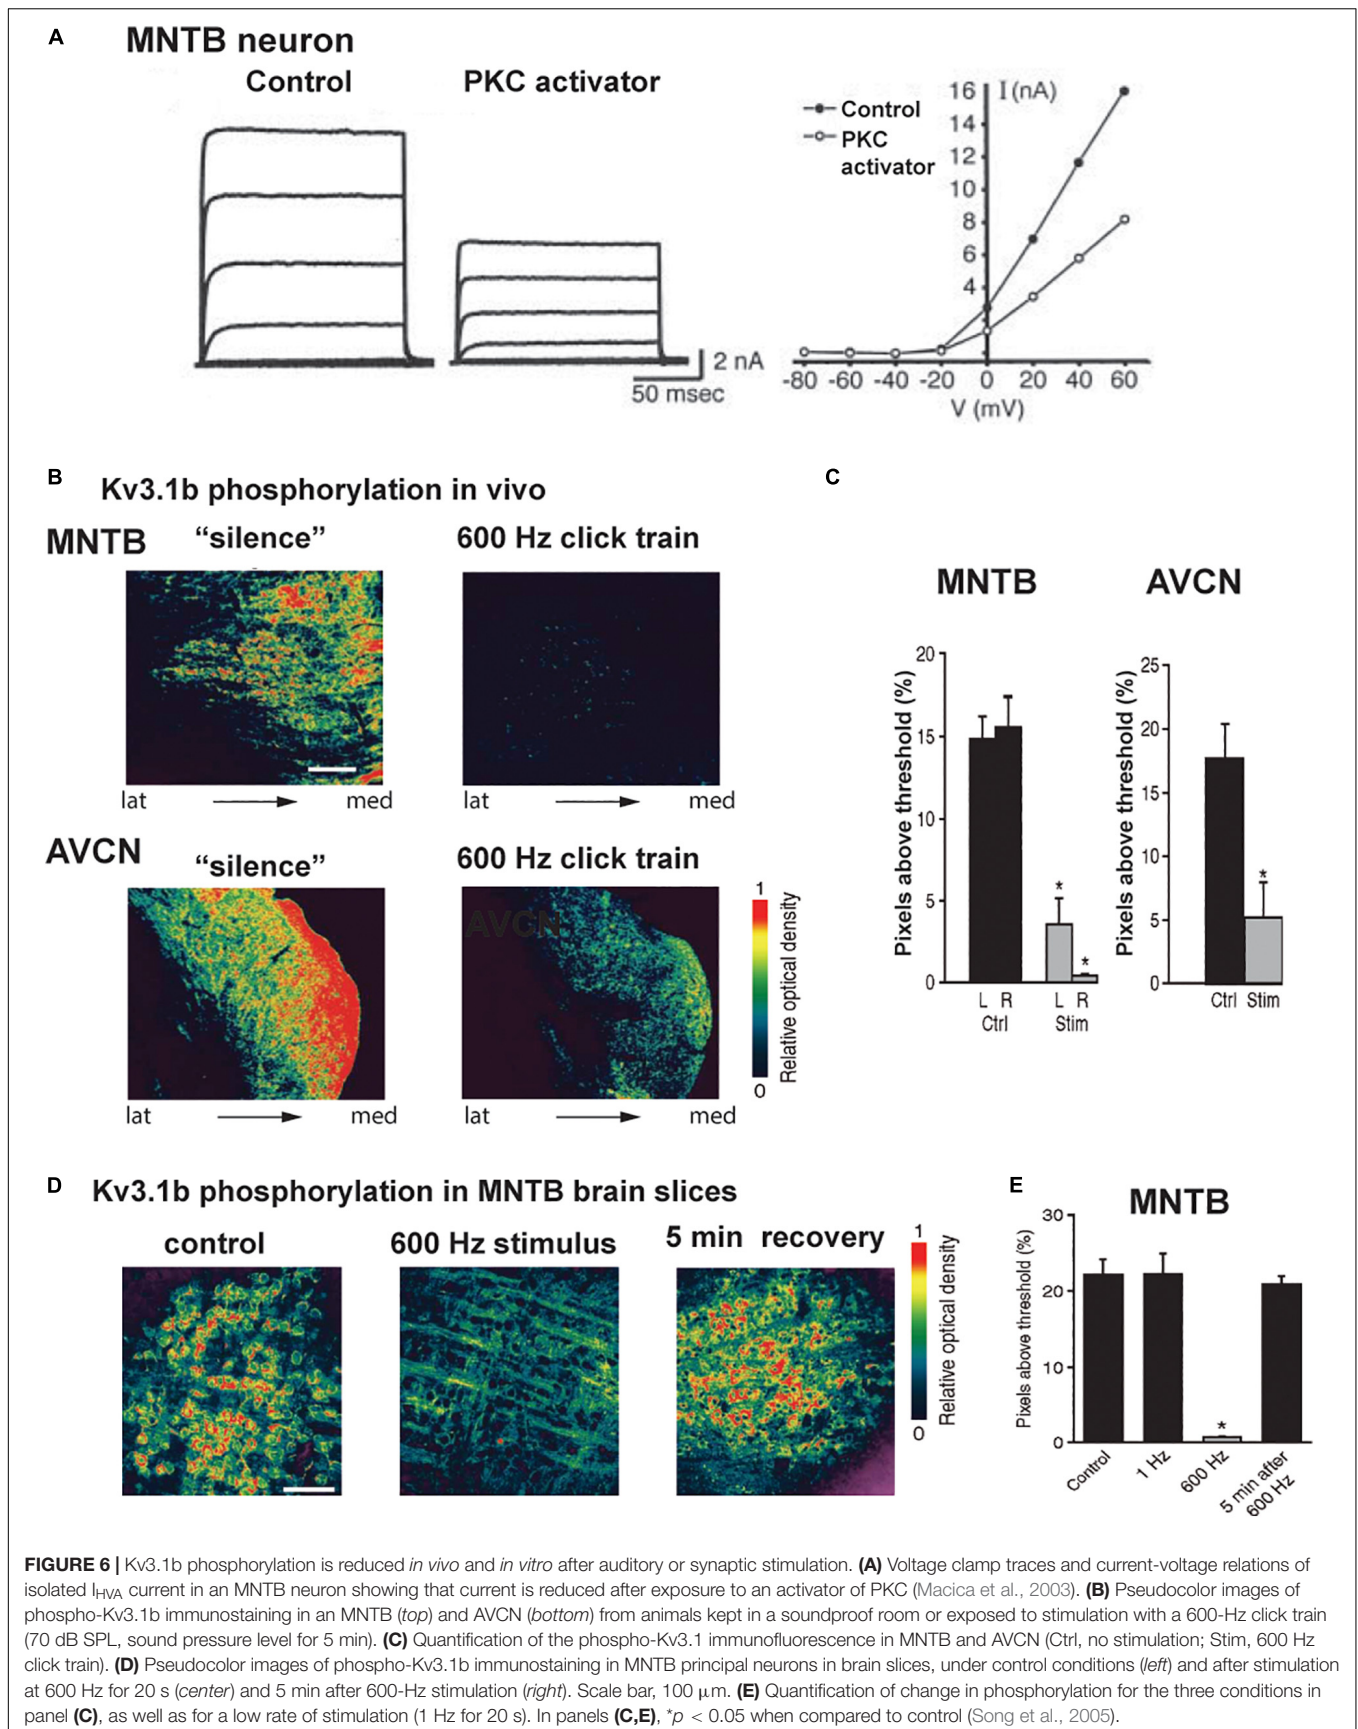 A
MNTB neuron
Control
PKC activator
2 nA
50 msec
Control
PKC
activator
I (nA)
16
14
12
10
8
6
4
-80 -60 -40 -20 0 20 40 60
V (mV)
B
Kv3.1b phosphorylation in vivo
MNTB
“silence”
600 Hz click train
lat
med
lat
med
AVCN
“silence”
600 Hz click train
AVCN
1
0
Relative optical density
lat
med
lat
med
C
MNTB
Pixels above threshold (%)
20
15
10
5
0
*
*
L R
L R
Ctrl
Stim
AVCN
Pixels above threshold (%)
25
20
15
10
5
0
*
Ctrl Stim
D
Kv3.1b phosphorylation in MNTB brain slices
control
600 Hz stimulus
5 min recovery
1
0
Relative optical density
E
MNTB
Pixels above threshold (%)
30
20
10
0
*
Control
1 Hz
600 Hz
5 min after
600 Hz
FIGURE 6 | Kv3.1b phosphorylation is reduced in vivo and in vitro after auditory or synaptic stimulation. (A) Voltage clamp traces and current-voltage relations of
isolated IHVA current in an MNTB neuron showing that current is reduced after exposure to an activator of PKC (Macica et al., 2003). (B) Pseudocolor images of
phospho-Kv3.1b immunostaining in an MNTB (top) and AVCN (bottom) from animals kept in a soundproof room or exposed to stimulation with a 600-Hz click train
(70 dB SPL, sound pressure level for 5 min). (C) Quantification of the phospho-Kv3.1 immunofluorescence in MNTB and AVCN (Ctrl, no stimulation; Stim, 600 Hz
click train). (D) Pseudocolor images of phospho-Kv3.1b immunostaining in MNTB principal neurons in brain slices, under control conditions (left) and after stimulation
at 600 Hz for 20 s (center) and 5 min after 600-Hz stimulation (right). Scale bar, 100 μm. (E) Quantification of change in phosphorylation for the three conditions in
panel (C), as well as for a low rate of stimulation (1 Hz for 20 s). In panels (C,E), *p < 0.05 when compared to control (Song et al., 2005).